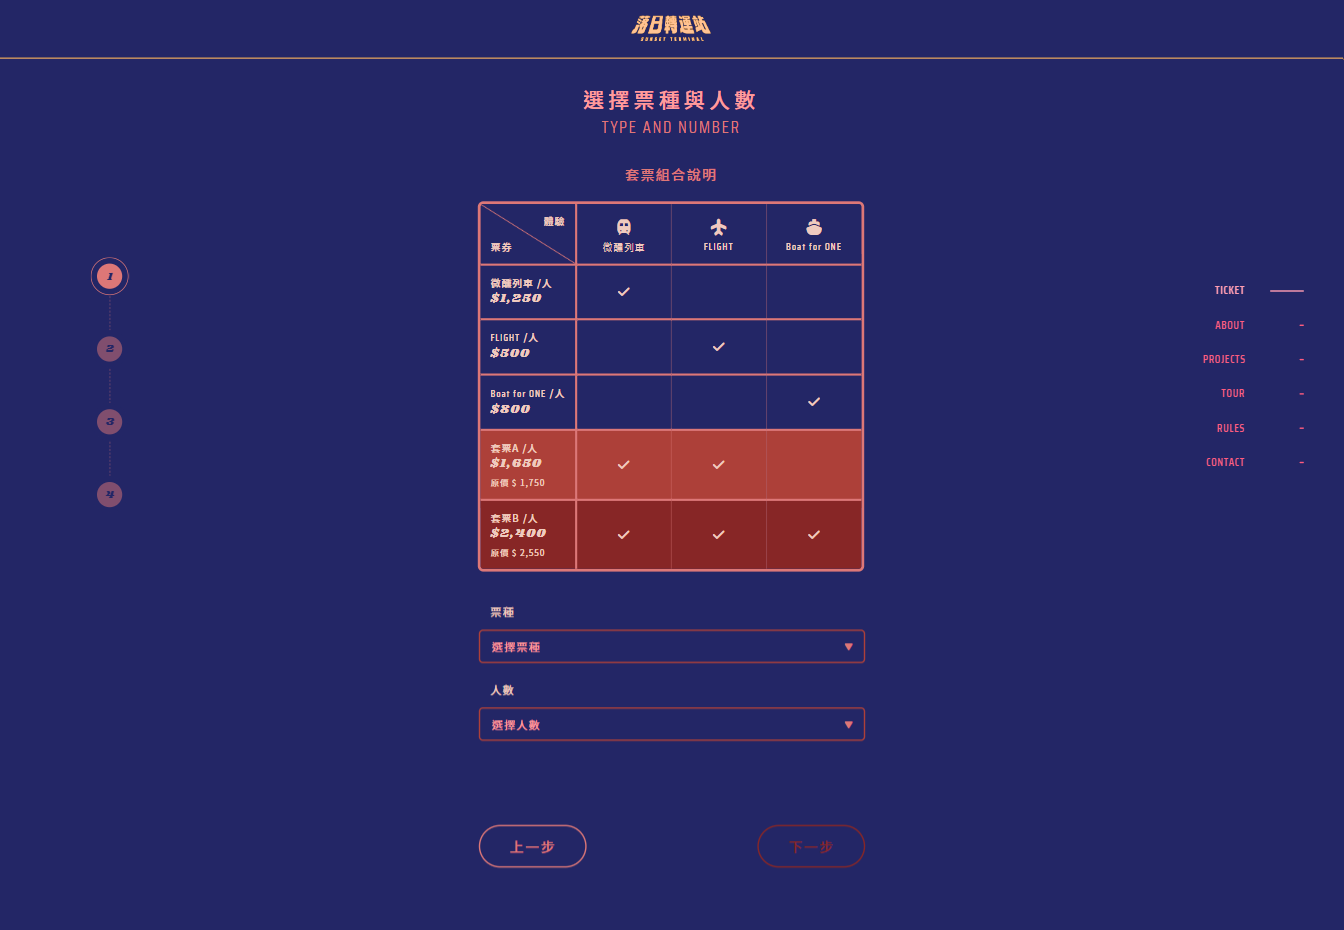 落日轉運站
SUNSET TERMINAL
選擇票種與人數
TYPE AND NUMBER
套票組合說明
體驗
票券
微醺列車
FLIGHT
Boat for ONE
微醺列車 /人
$1,250
FLIGHT /人
$500
Boat for ONE /人
$800
套票A /人
$1,650
原價 $ 1,750
套票B /人
$2,400
原價 $ 2,550
票種
選擇票種
人數
選擇人數
上一步
下一步
1
2
3
4
TICKET
ABOUT
PROJECTS
TOUR
RULES
CONTACT